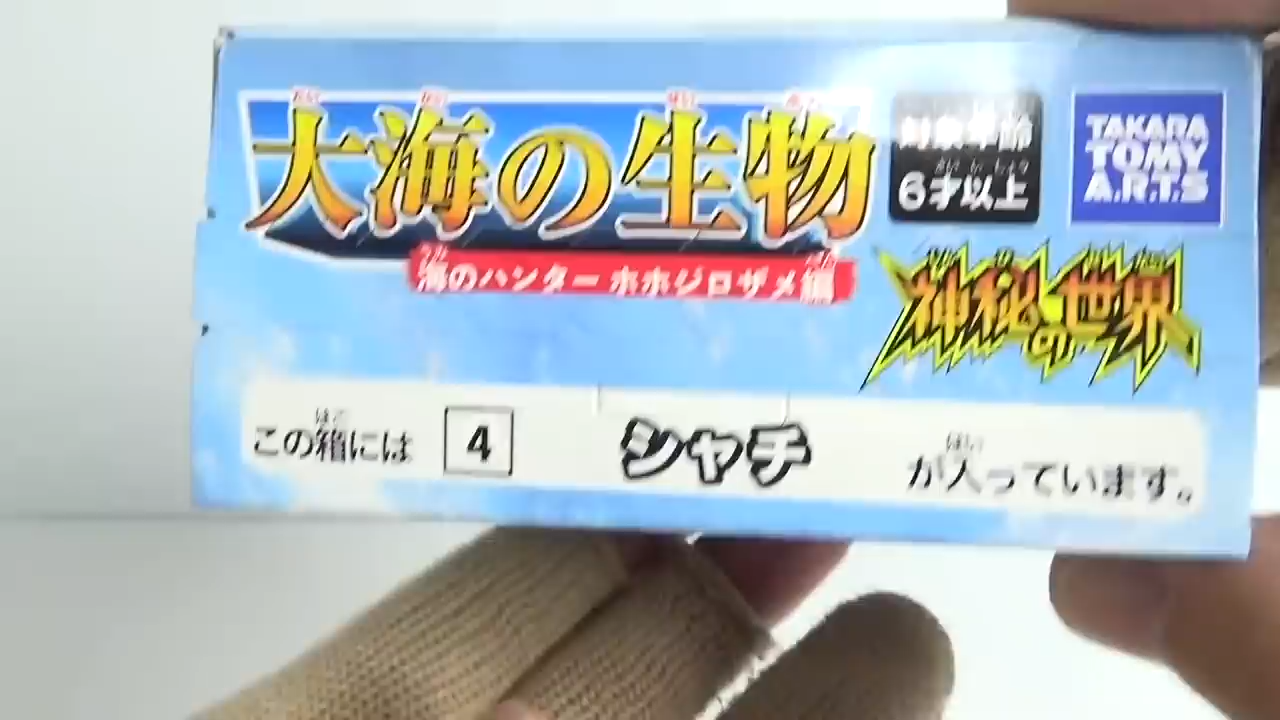 大海の生物
海のハンター ホホジロザメ編
対象年齢
6才以上
TAKARA
TOMY
A.R.T.S
神秘の世界
この箱には 4 シャチ が入っています。